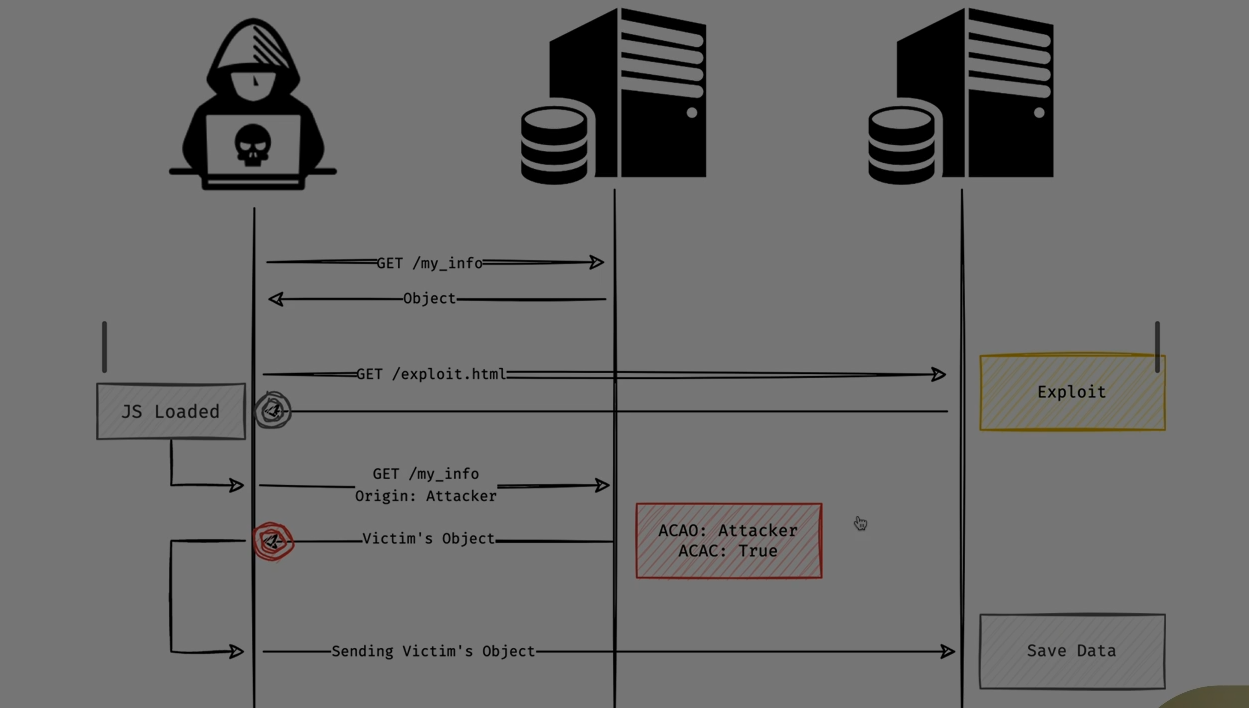 GET /my_info
Object
GET /exploit.html
Exploit
JS Loaded
GET /my_info
Origin: Attacker
ACAO: Attacker
ACAC: True
Victim's Object
Sending Victim's Object
Save Data